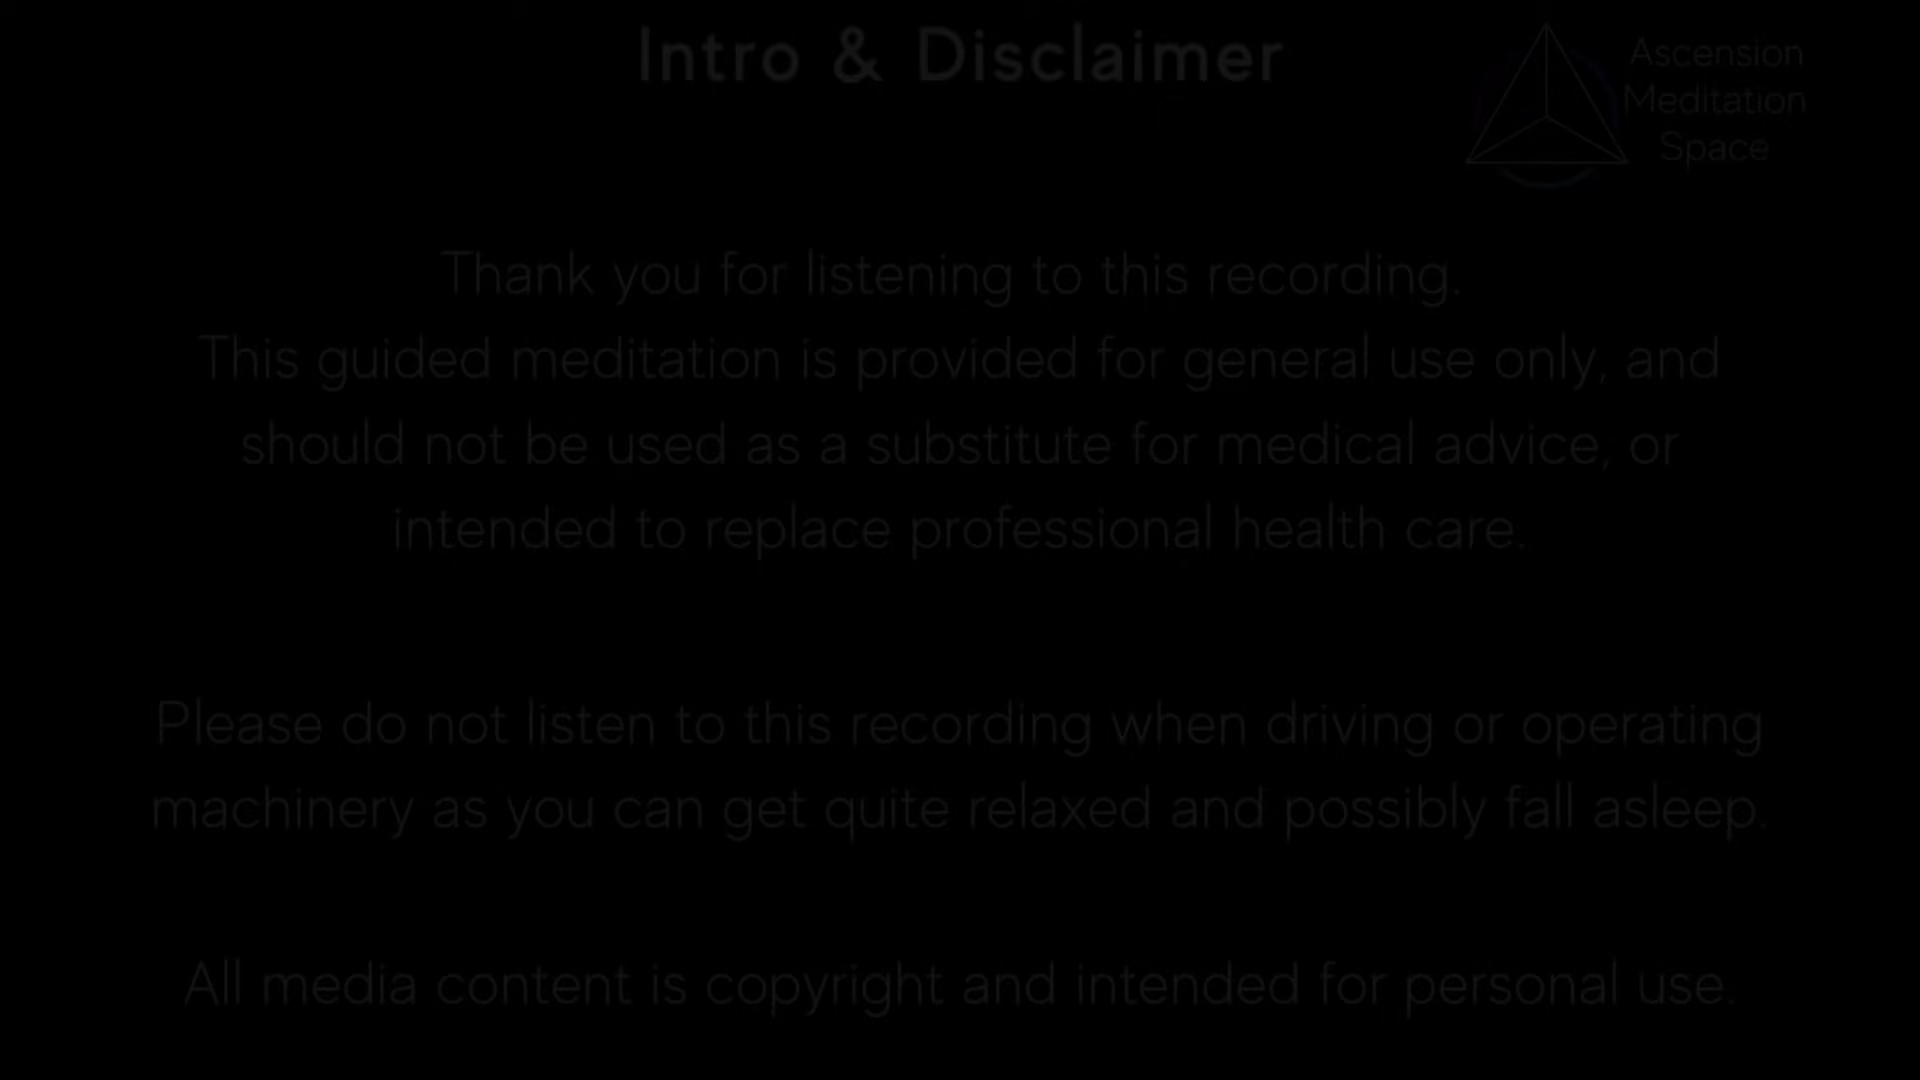 Intro & Disclaimer
Ascension
Meditation
Space
Thank you for listening to this recording.
This guided meditation is provided for general use only, and
should not be used as a substitute for medical advice, or
intended to replace professional health care.
Please do not listen to this recording when driving or operating
machinery as you can get quite relaxed and possibly fall asleep.
All media content is copyright and intended for personal use.